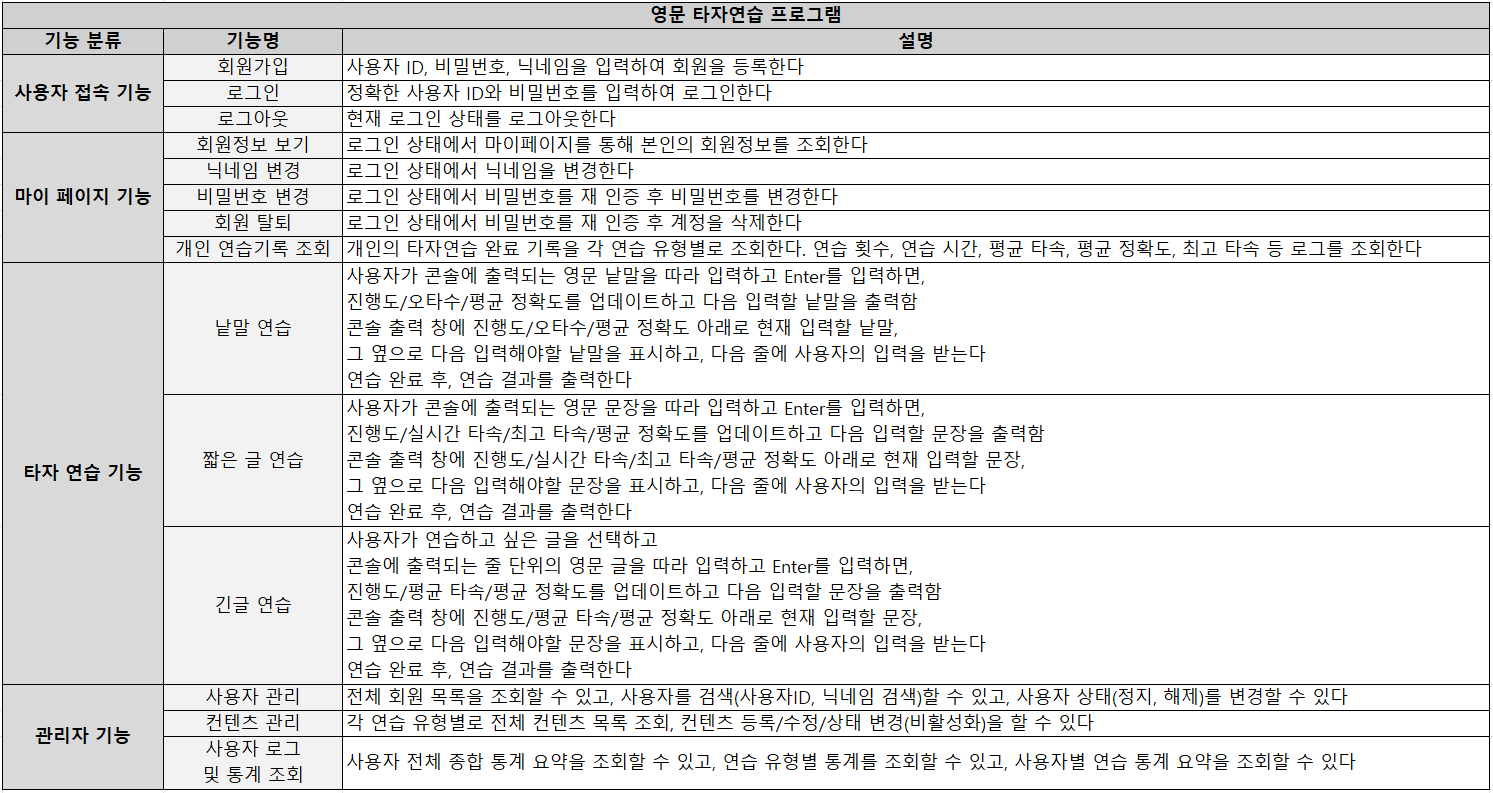 영문 타자연습 프로그램
기능 분류 기능명 설명
사용자 접속 기능
회원가입 사용자 ID, 비밀번호, 닉네임을 입력하여 회원을 등록한다
로그인 정확한 사용자 ID와 비밀번호를 입력하여 로그인한다
로그아웃 현재 로그인 상태를 로그아웃한다
마이 페이지 기능
회원정보 보기 로그인 상태에서 마이페이지를 통해 본인의 회원정보를 조회한다
닉네임 변경 로그인 상태에서 닉네임을 변경한다
비밀번호 변경 로그인 상태에서 비밀번호를 재 인증 후 비밀번호를 변경한다
회원 탈퇴 로그인 상태에서 비밀번호를 재 인증 후 계정을 삭제한다
개인 연습기록 조회 개인의 타자연습 완료 기록을 각 연습 유형별로 조회한다. 연습 횟수, 연습 시간, 평균 타속, 평균 정확도, 최고 타속 등 로그를 조회한다
타자 연습 기능
낱말 연습
사용자가 콘솔에 출력되는 영문 낱말을 따라 입력하고 Enter를 입력하면,
진행도/오타수/평균 정확도를 업데이트하고 다음 입력할 낱말을 출력함
콘솔 출력 창에 진행도/오타수/평균 정확도 아래로 현재 입력할 낱말,
그 옆으로 다음 입력해야할 낱말을 표시하고, 다음 줄에 사용자의 입력을 받는다
연습 완료 후, 연습 결과를 출력한다
짧은 글 연습
사용자가 콘솔에 출력되는 영문 문장을 따라 입력하고 Enter를 입력하면,
진행도/실시간 타속/최고 타속/평균 정확도를 업데이트하고 다음 입력할 문장을 출력함
콘솔 출력 창에 진행도/실시간 타속/최고 타속/평균 정확도 아래로 현재 입력할 문장,
그 옆으로 다음 입력해야할 문장을 표시하고, 다음 줄에 사용자의 입력을 받는다
연습 완료 후, 연습 결과를 출력한다
긴글 연습
사용자가 연습하고 싶은 글을 선택하고
콘솔에 출력되는 줄 단위의 영문 글을 따라 입력하고 Enter를 입력하면,
진행도/평균 타속/평균 정확도를 업데이트하고 다음 입력할 문장을 출력함
콘솔 출력 창에 진행도/평균 타속/평균 정확도 아래로 현재 입력할 문장,
그 옆으로 다음 입력해야할 문장을 표시하고, 다음 줄에 사용자의 입력을 받는다
연습 완료 후, 연습 결과를 출력한다
관리자 기능
사용자 관리 전체 회원 목록을 조회할 수 있고, 사용자를 검색(사용자ID, 닉네임 검색)할 수 있고, 사용자 상태(정지, 해제)를 변경할 수 있다
컨텐츠 관리 각 연습 유형별로 전체 컨텐츠 목록 조회, 컨텐츠 등록/수정/상태 변경(비활성화)을 할 수 있다
사용자 로그
및 통계 조회
사용자 전체 종합 통계 요약을 조회할 수 있고, 연습 유형별 통계를 조회할 수 있고, 사용자별 연습 통계 요약을 조회할 수 있다